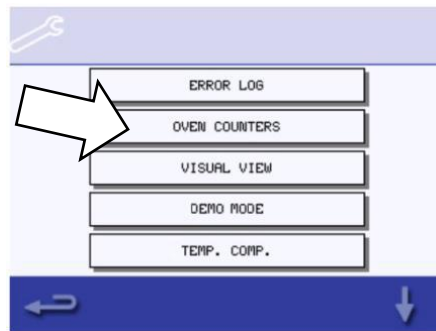 ERROR LOG
OVEN COUNTERS
VISUAL VIEW
DEMO MODE
TEMP. COMP.